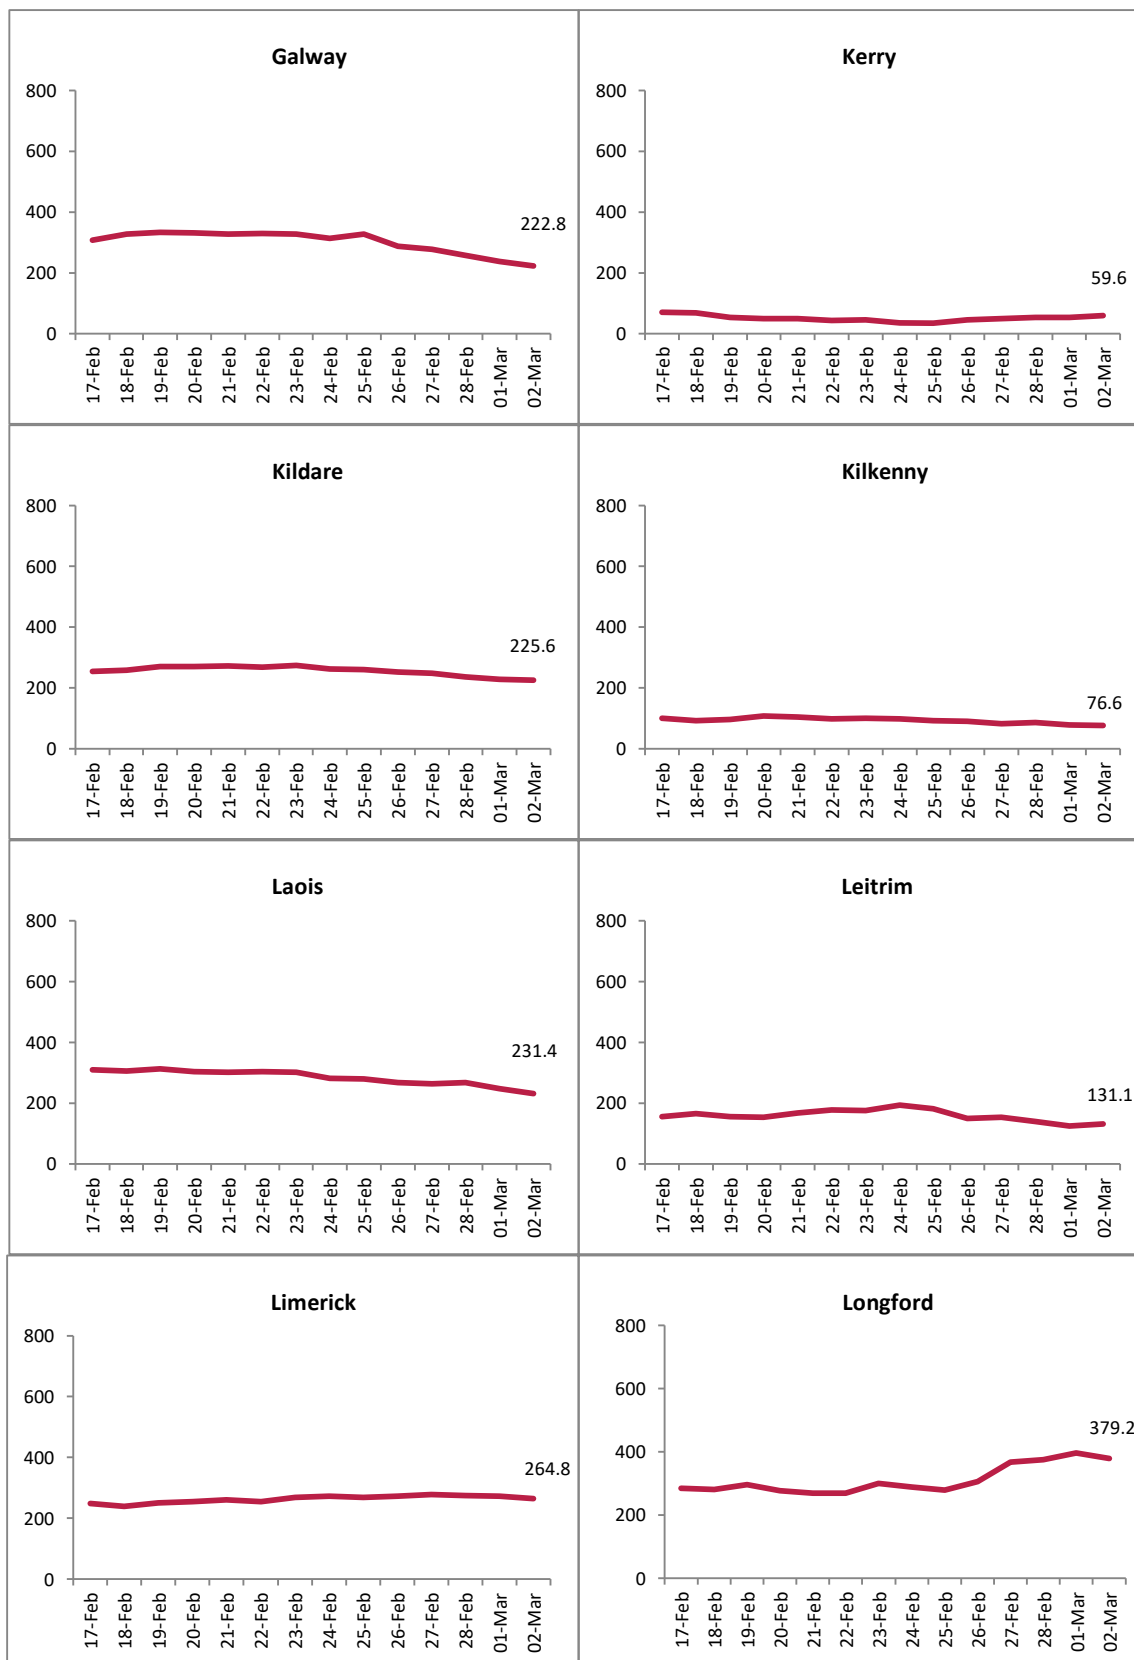 Galway
800
600
400
200
0
222.8
17-Feb
18-Feb
19-Feb
20-Feb
21-Feb
22-Feb
23-Feb
24-Feb
25-Feb
26-Feb
27-Feb
28-Feb
01-Mar
02-Mar
Kerry
800
600
400
200
0
59.6
17-Feb
18-Feb
19-Feb
20-Feb
21-Feb
22-Feb
23-Feb
24-Feb
25-Feb
26-Feb
27-Feb
28-Feb
01-Mar
02-Mar
Kildare
800
600
400
200
0
225.6
17-Feb
18-Feb
19-Feb
20-Feb
21-Feb
22-Feb
23-Feb
24-Feb
25-Feb
26-Feb
27-Feb
28-Feb
01-Mar
02-Mar
Kilkenny
800
600
400
200
0
76.6
17-Feb
18-Feb
19-Feb
20-Feb
21-Feb
22-Feb
23-Feb
24-Feb
25-Feb
26-Feb
27-Feb
28-Feb
01-Mar
02-Mar
Laois
800
600
400
200
0
231.4
17-Feb
18-Feb
19-Feb
20-Feb
21-Feb
22-Feb
23-Feb
24-Feb
25-Feb
26-Feb
27-Feb
28-Feb
01-Mar
02-Mar
Leitrim
800
600
400
200
0
131.1
17-Feb
18-Feb
19-Feb
20-Feb
21-Feb
22-Feb
23-Feb
24-Feb
25-Feb
26-Feb
27-Feb
28-Feb
01-Mar
02-Mar
Limerick
800
600
400
200
0
264.8
17-Feb
18-Feb
19-Feb
20-Feb
21-Feb
22-Feb
23-Feb
24-Feb
25-Feb
26-Feb
27-Feb
28-Feb
01-Mar
02-Mar
Longford
800
600
400
200
0
379.2
17-Feb
18-Feb
19-Feb
20-Feb
21-Feb
22-Feb
23-Feb
24-Feb
25-Feb
26-Feb
27-Feb
28-Feb
01-Mar
02-Mar